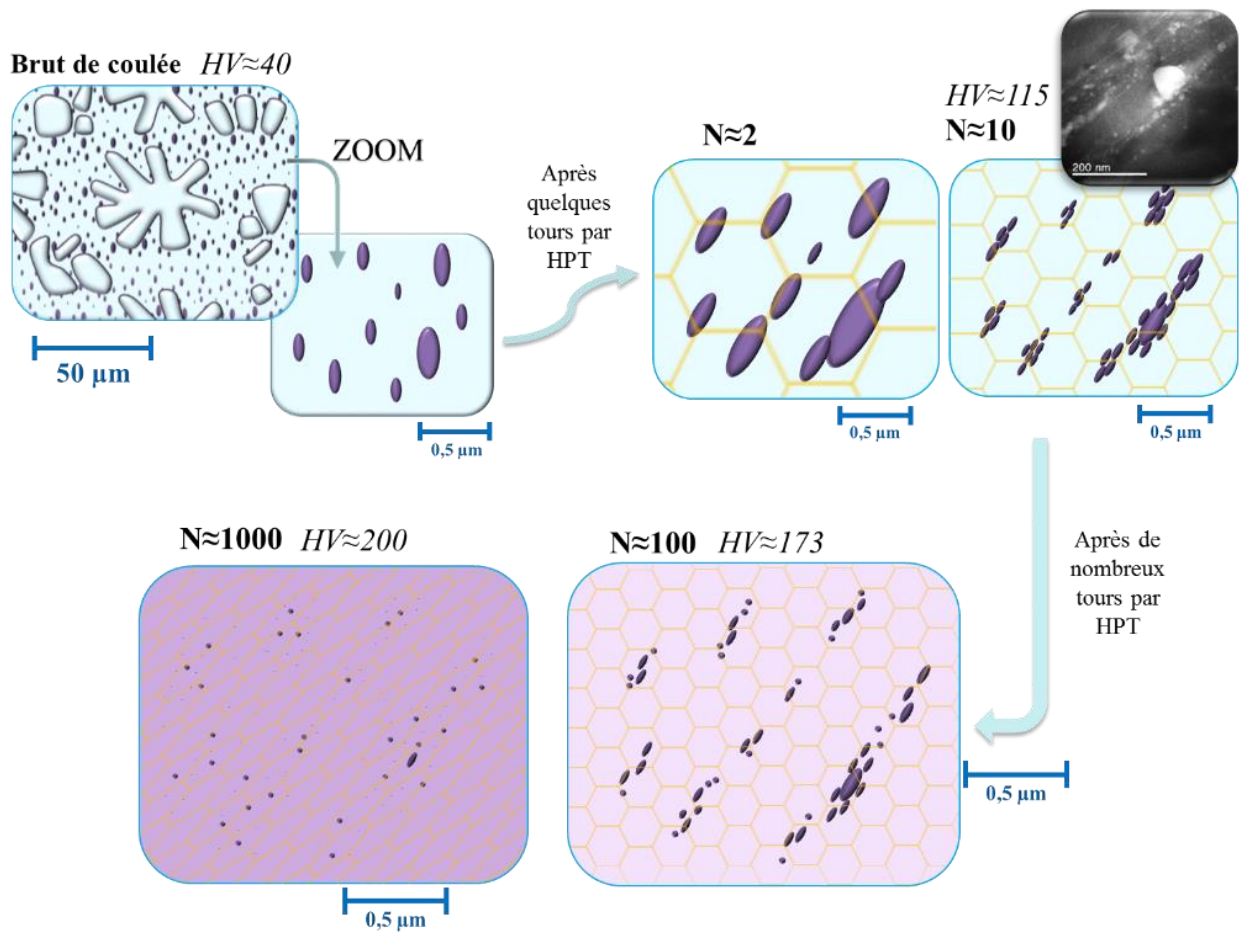 Brut de coulée HV≈40
ZOOM
50 µm
0,5 µm
Après
quelques
tours par
HPT
N≈2
0,5 µm
HV≈115
N≈10
200 nm
0,5 µm
Après de
nombreux
tours par
HPT
N≈1000 HV≈200
0,5 µm
N≈100 HV≈173
0,5 µm